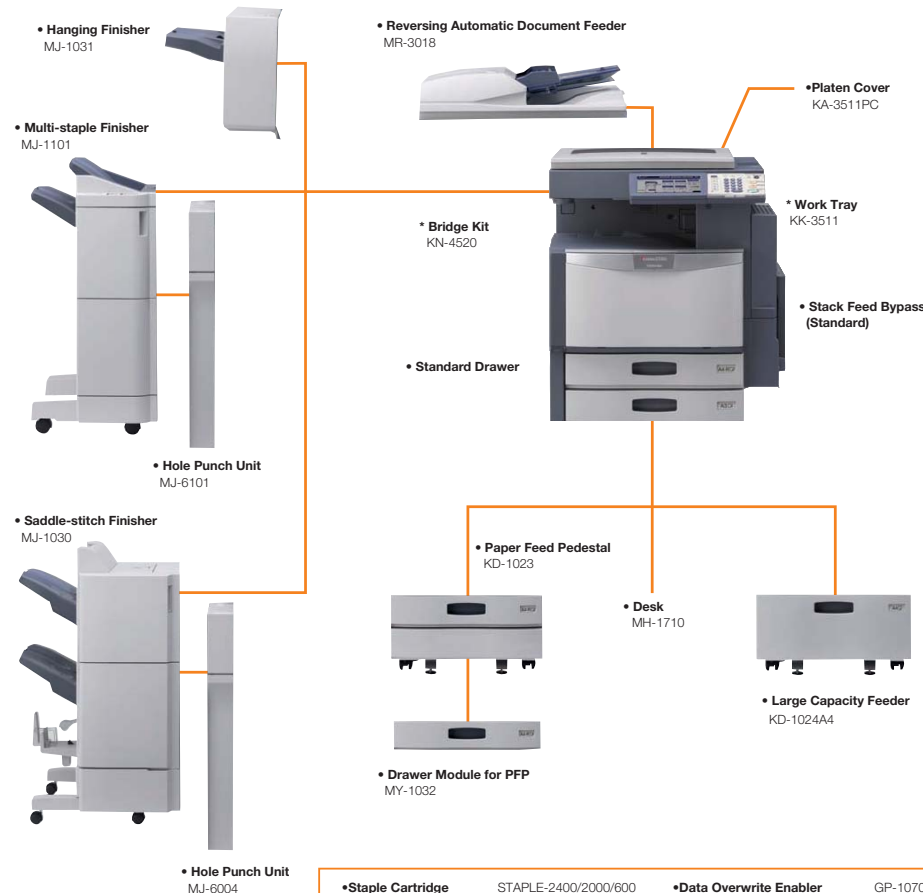 • Hanging Finisher
MJ-1031
• Reversing Automatic Document Feeder
MR-3018
•Platen Cover
KA-3511PC
• Multi-staple Finisher
MJ-1101
* Bridge Kit
KN-4520
* Work Tray
KK-3511
• Stack Feed Bypass
(Standard)
• Standard Drawer
• Hole Punch Unit
MJ-6101
• Saddle-stitch Finisher
MJ-1030
• Paper Feed Pedestal
KD-1023
• Desk
MH-1710
• Large Capacity Feeder
KD-1024A4
• Drawer Module for PFP
MY-1032
• Hole Punch Unit
MJ-6004
•Staple Cartridge STAPLE-2400/2000/600 •Data Overwrite Enabler GP-1070